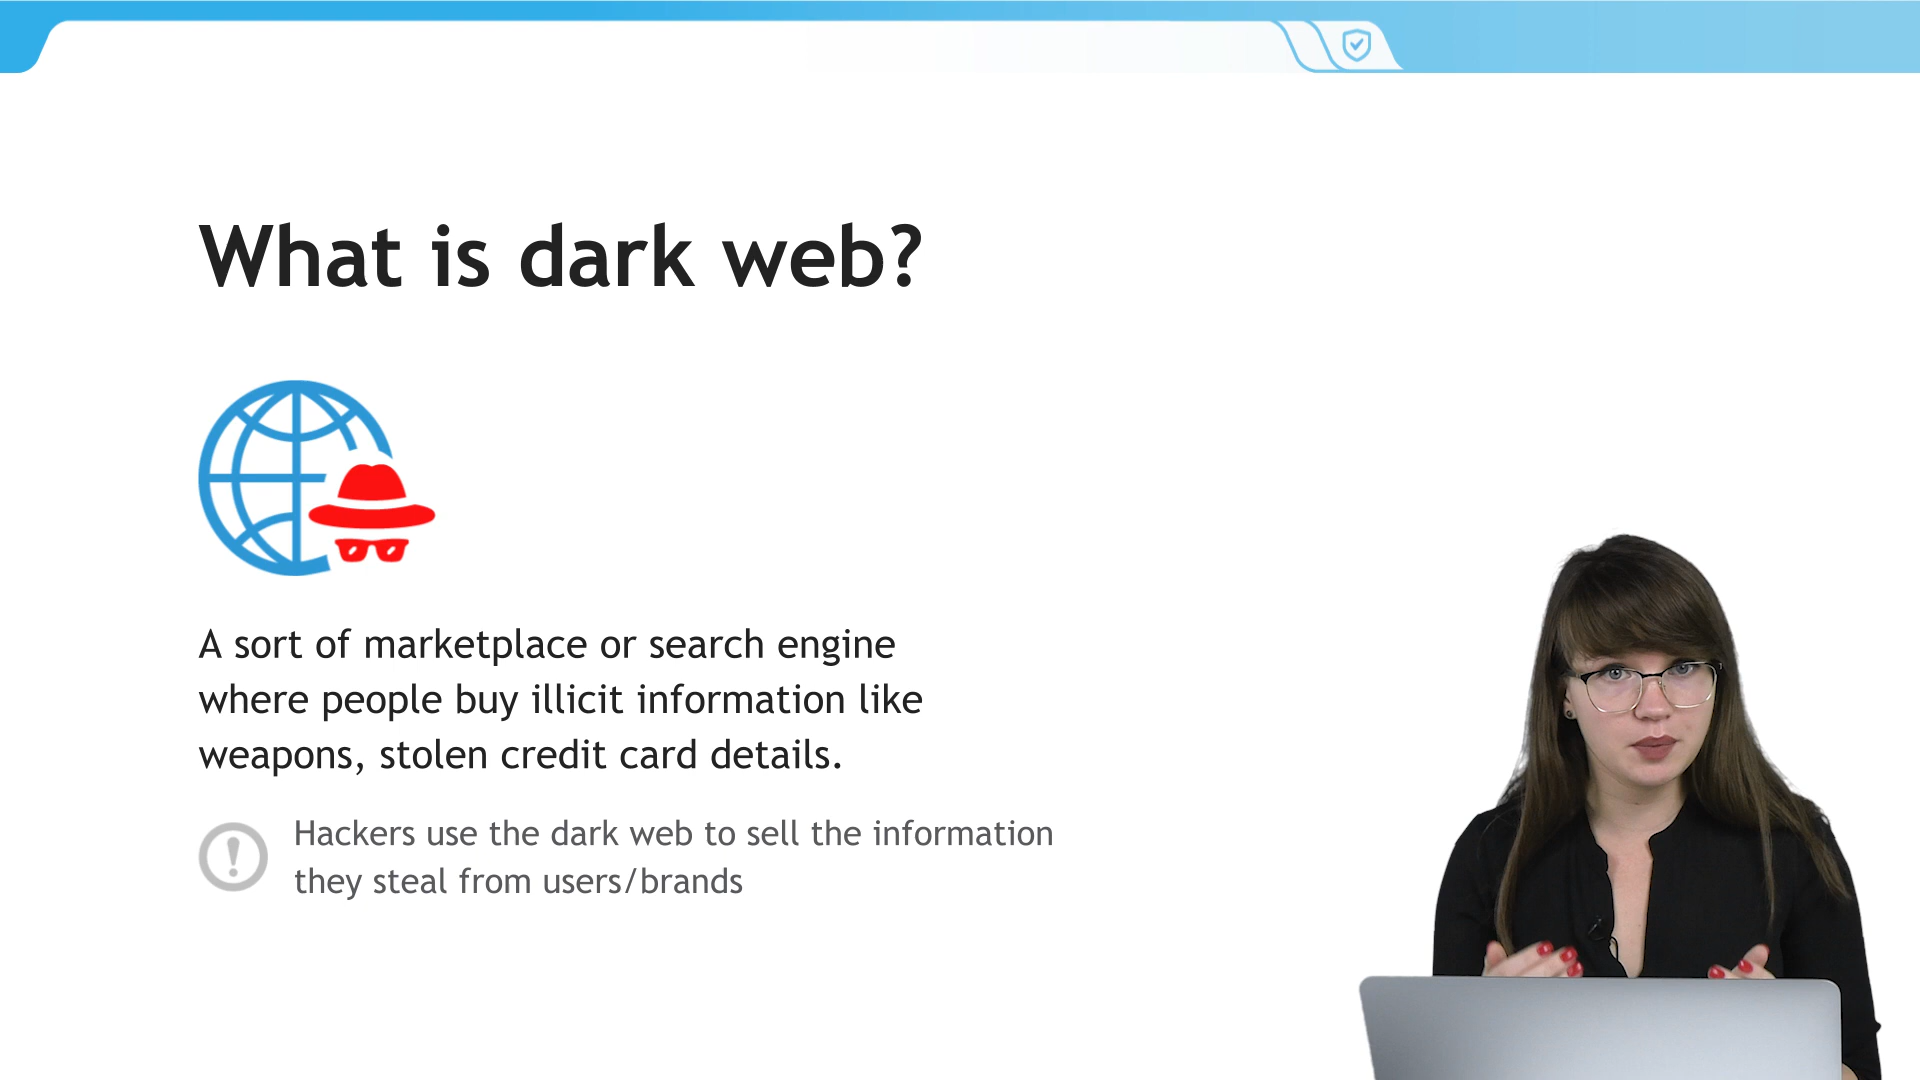 What is dark web?
A sort of marketplace or search engine
where people buy illicit information like
weapons, stolen credit card details.
Hackers use the dark web to sell the information
they steal from users/brands